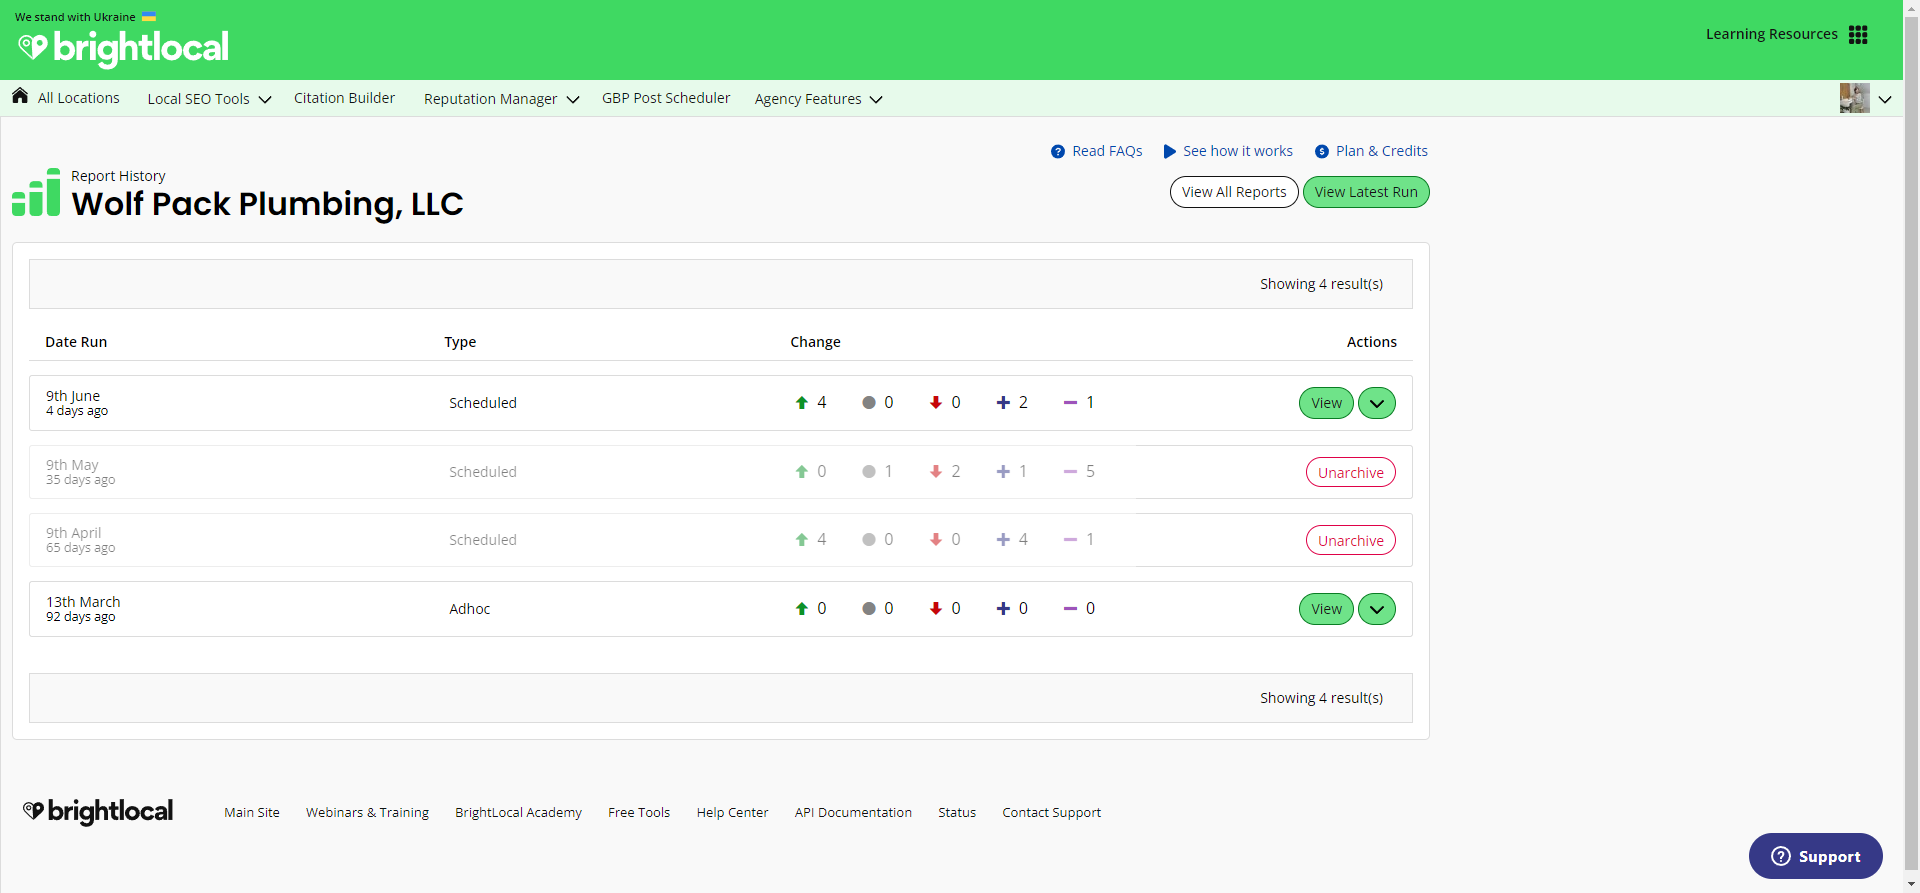 We stand with Ukraine
brightlocal
Learning Resources
All Locations Local SEO Tools Citation Builder Reputation Manager GBP Post Scheduler Agency Features
Read FAQs See how it works Plan & Credits
Report History
Wolf Pack Plumbing, LLC
View All Reports View Latest Run
Showing 4 result(s)
Date Run Type Change Actions
9th June
4 days ago
Scheduled 4 0 0 2 1 View
9th May
35 days ago
Scheduled 0 1 2 1 5 Unarchive
9th April
65 days ago
Scheduled 4 0 0 4 1 Unarchive
13th March
92 days ago
Adhoc 0 0 0 0 0 View
Showing 4 result(s)
brightlocal Main Site Webinars & Training BrightLocal Academy Free Tools Help Center API Documentation Status Contact Support
Support